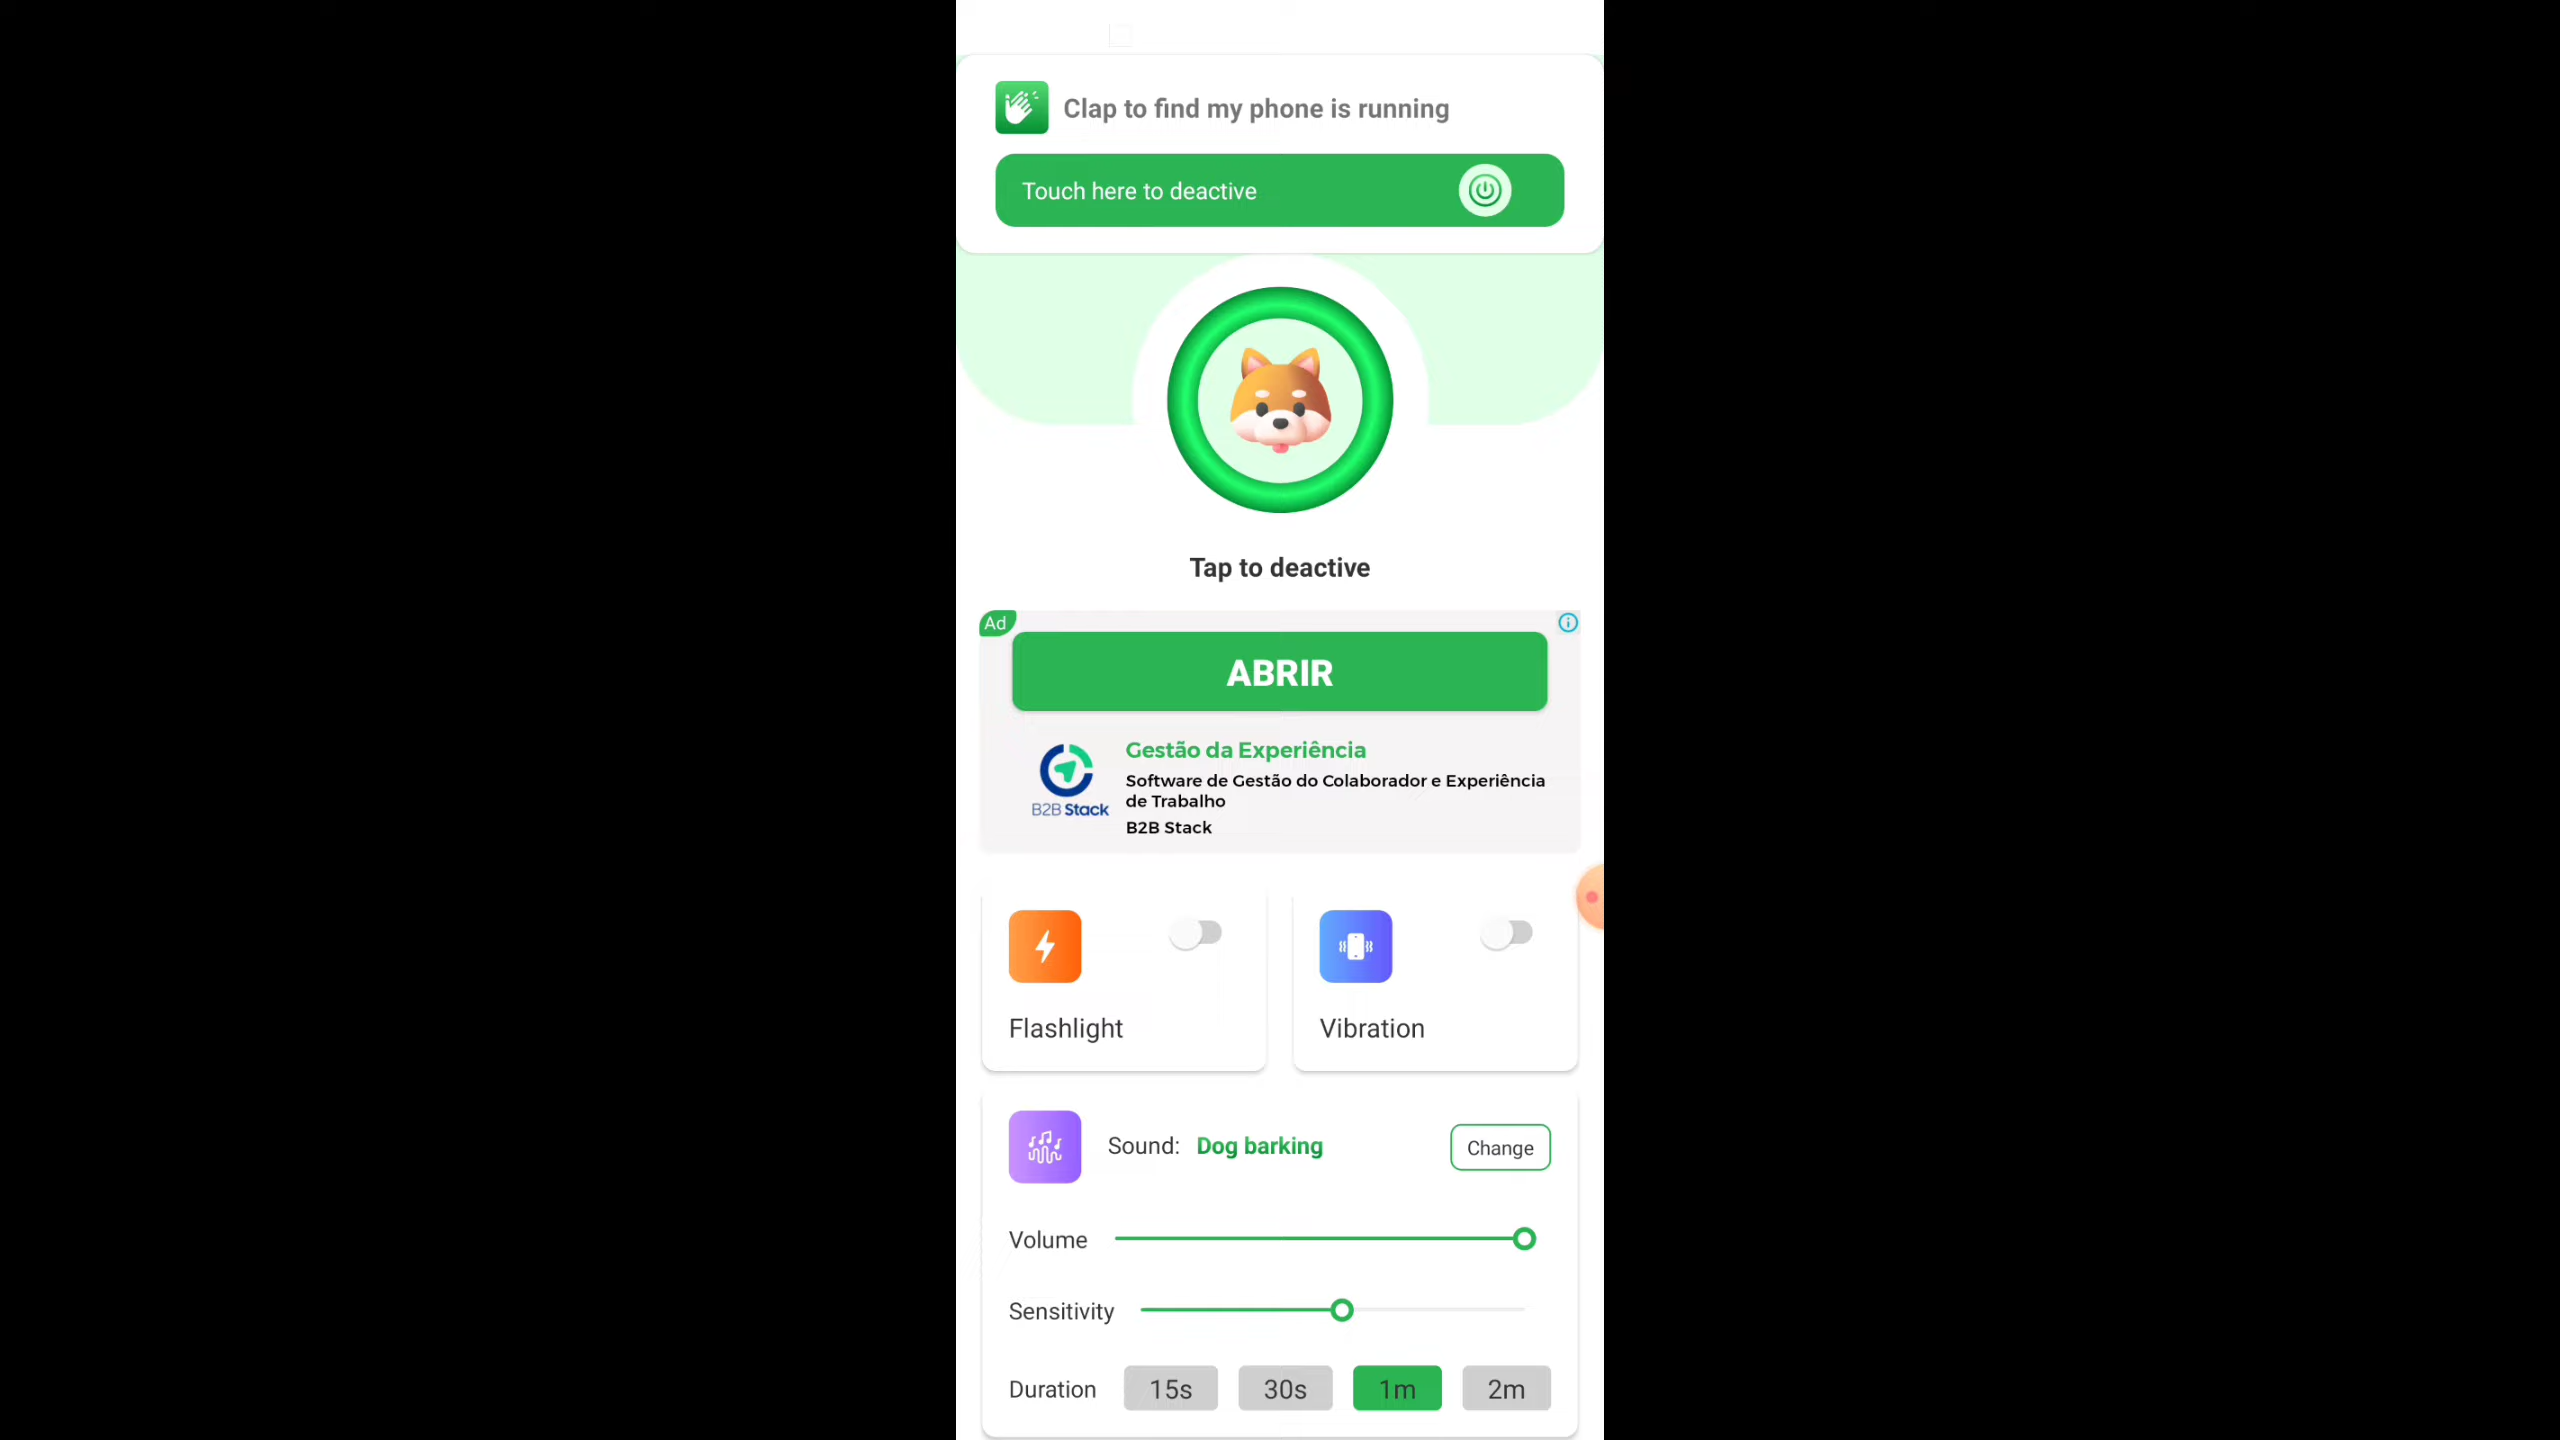 Clap to find my phone is running
Touch here to deactive
Tap to deactive
Ad
ABRIR
Gestão da Experiência
Software de Gestão do Colaborador e Experiência
de Trabalho
B2B Stack
B2B Stack
Flashlight
Vibration
Sound: Dog barking
Change
Volume
Sensitivity
Duration 15s 30s 1m 2m